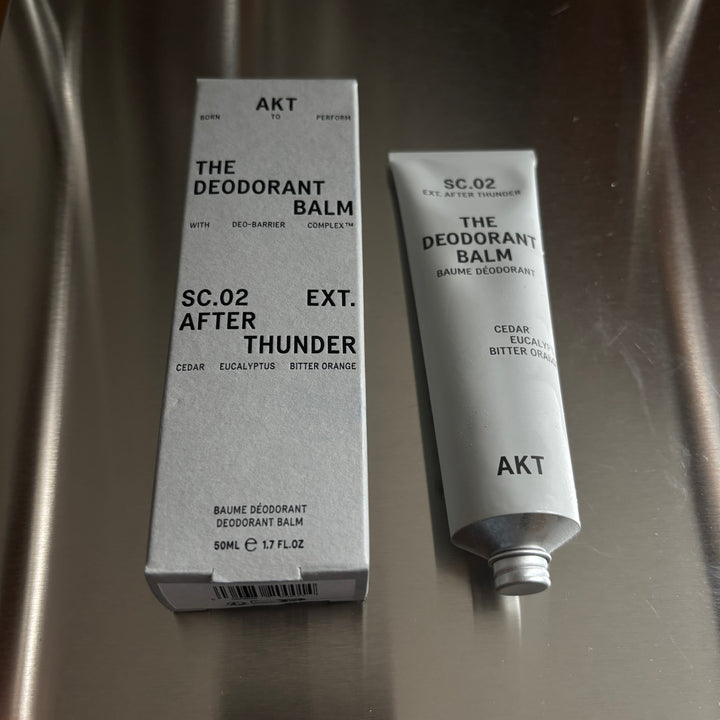 AKT
BORN TO PERFORM
THE
DEODORANT
BALM
WITH DEO-BARRIER COMPLEX™
SC.02 EXT.
AFTER
THUNDER
CEDAR EUCALYPTUS BITTER ORANGE
BAUME DÉODORANT
DEODORANT BALM
50ML ℮ 1.7 FL.OZ
SC.02
EXT. AFTER THUNDER
THE
DEODORANT
BALM
BAUME DÉODORANT
CEDAR
BITTER
AKT